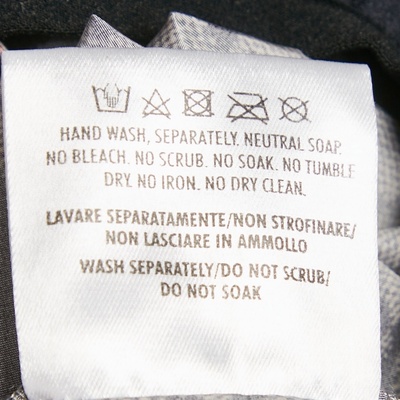 HAND WASH, SEPARATELY. NEUTRAL SOAP.
NO BLEACH. NO SCRUB. NO SOAK. NO TUMBLE
DRY. NO IRON. NO DRY CLEAN.
LAVARE SEPARATAMENTE/NON STROFINARE/
NON LASCIARE IN AMMOLLO
WASH SEPARATELY/DO NOT SCRUB/
DO NOT SOAK